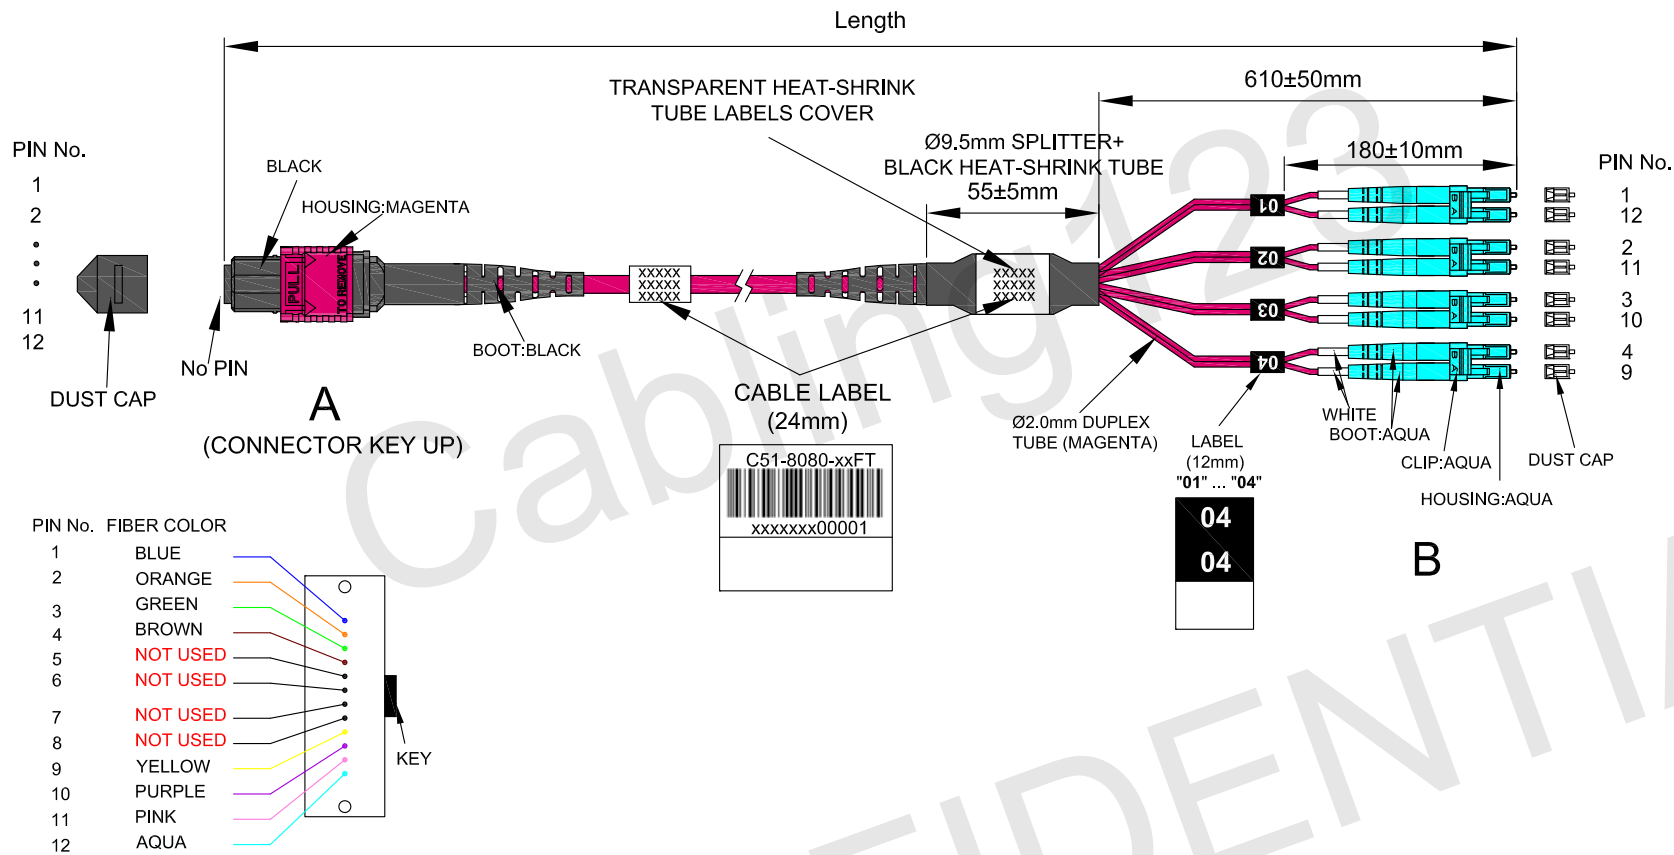 Length
610±50mm
TRANSPARENT HEAT-SHRINK
TUBE LABELS COVER
Ø9.5mm SPLITTER+
BLACK HEAT-SHRINK TUBE
55±5mm
180±10mm
PIN No.
1
2
11
12
BLACK
HOUSING:MAGENTA
PULL
TO REMOVE
No PIN
DUST CAP
A
(CONNECTOR KEY UP)
BOOT:BLACK
XXXXX
XXXXX
XXXXX
XXXXX
XXXXX
XXXXX
XXXXX
XXXXX
CABLE LABEL
(24mm)
C51-8080-xxFT
xxxxxxx00001
01
02
03
04
Ø2.0mm DUPLEX
TUBE (MAGENTA)
LABEL
(12mm)
"01" ... "04"
04
04
B A
B A
WHITE
BOOT:AQUA
CLIP:AQUA
HOUSING:AQUA
DUST CAP
B
PIN No.
1
12
2
11
3
10
4
9
PIN No. FIBER COLOR
1 BLUE
2 ORANGE
3 GREEN
4 BROWN
5 NOT USED
6 NOT USED
7 NOT USED
8 NOT USED
9 YELLOW
10 PURPLE
11 PINK
12 AQUA
KEY
Cabling123